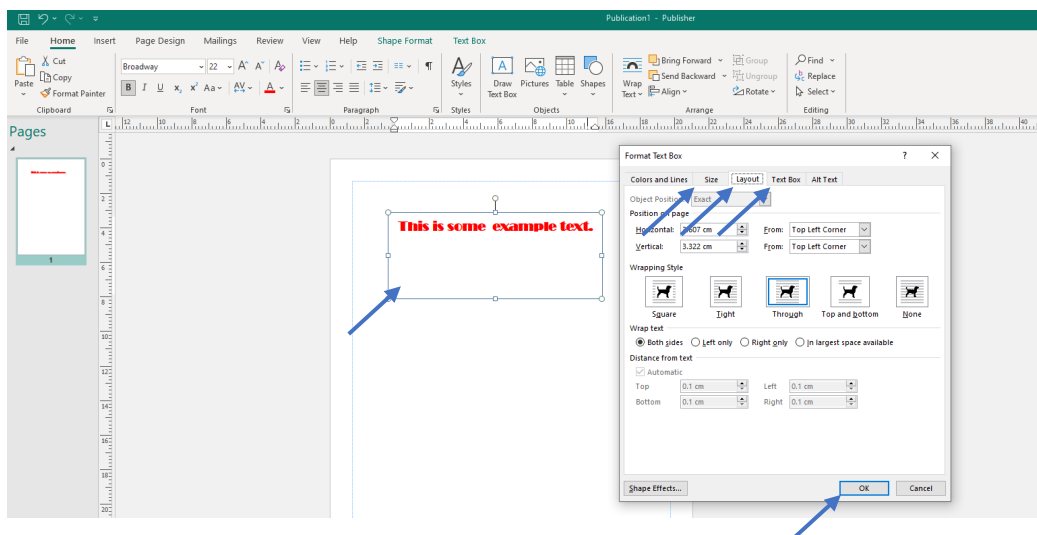 Publication1 - Publisher
File Home Insert Page Design Mailings Review View Help Shape Format Text Box
Paste
Cut
Copy
Format Painter
Clipboard
Broadway 22
B I U x₂ x² Aa AV A
Font
Paragraph
Styles
Styles
Draw Text Box
Pictures
Table
Shapes
Objects
Wrap Text
Bring Forward
Send Backward
Align
Group
Ungroup
Rotate
Arrange
Find
Replace
Select
Editing
Pages
1
This is some example text.
Format Text Box ? X
Colors and Lines Size Layout Text Box Alt Text
Object Position: Exact
Position on page
Horizontal: From: Top Left Corner
Vertical: 3.322 cm From: Top Left Corner
Wrapping Style
Square Tight Through Top and bottom None
Wrap text
Both sides Left only Right only In largest space available
Distance from text
Automatic
Top 0.1 cm Left 0.1 cm
Bottom 0.1 cm Right 0.1 cm
Shape Effects... OK Cancel